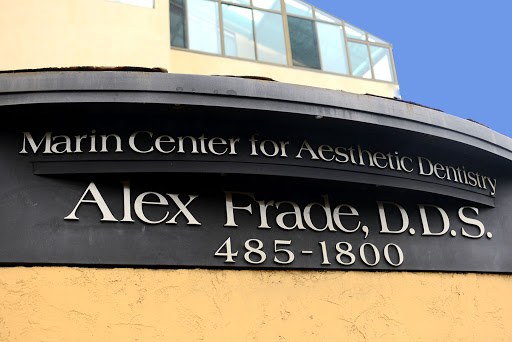 Marin Center for Aesthetic Dentistry
Alex Frade, D.D.S.
485-1800